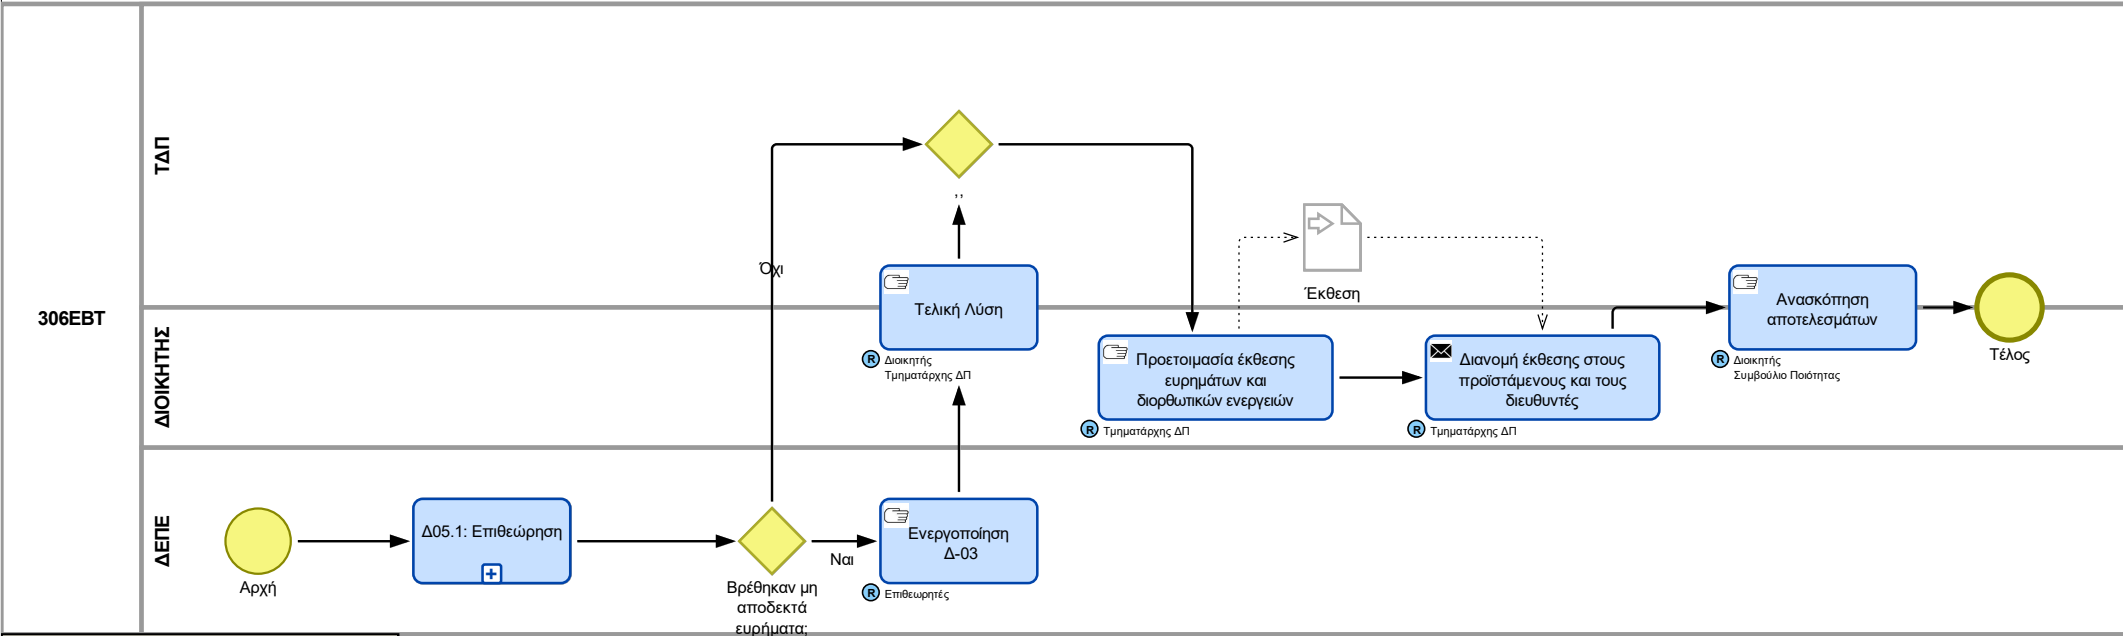 306ΕΒΤ
ΤΔΠ
ΔΙΟΙΚΗΤΗΣ
ΔΕΠΕ
,,
Όχι
Τελική Λύση
R Διοικητής
Τμηματάρχης ΔΠ
Έκθεση
Προετοιμασία έκθεσης
ευρημάτων και
διορθωτικών ενεργειών
R Τμηματάρχης ΔΠ
Διανομή έκθεσης στους
προϊστάμενους και τους
διευθυντές
R Τμηματάρχης ΔΠ
Ανασκόπηση
αποτελεσμάτων
R Διοικητής
Συμβούλιο Ποιότητας
Τέλος
Αρχή
Δ05.1: Επιθεώρηση
Βρέθηκαν μη
αποδεκτά
ευρήματα;
Ναι
Ενεργοποίηση
Δ-03
R Επιθεωρητές